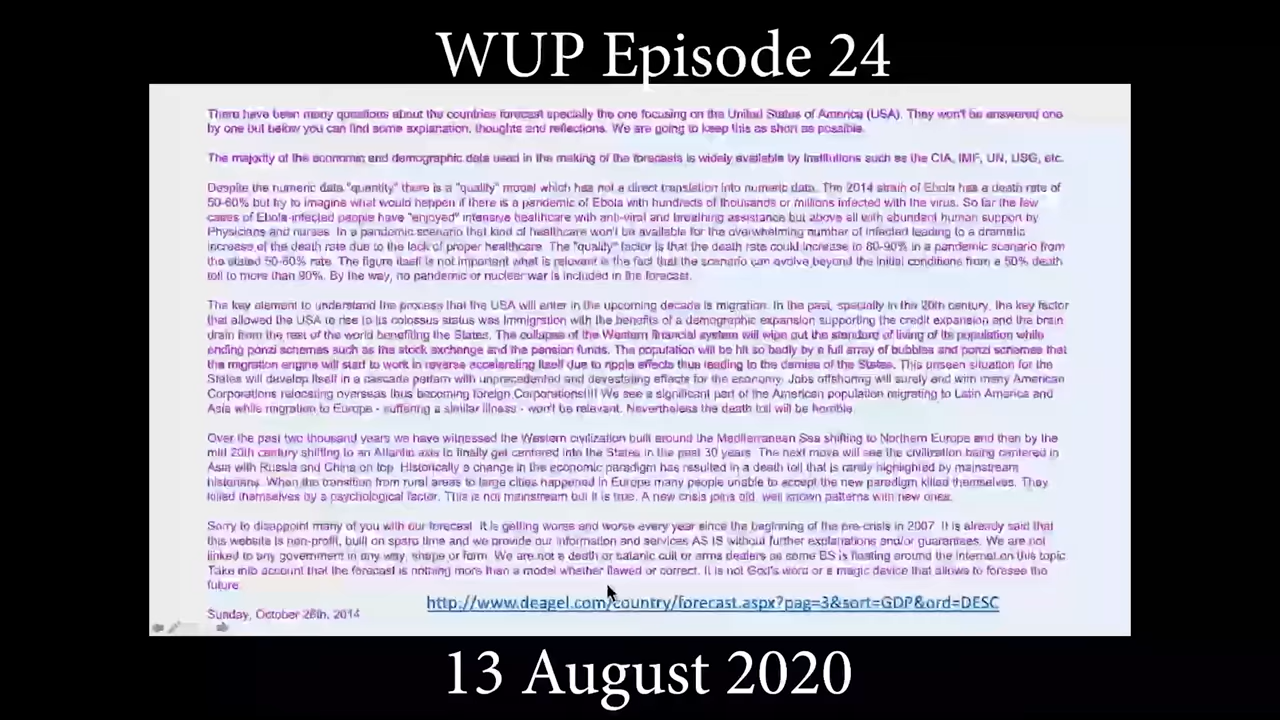 WUP Episode 24
There have been many questions about the countries forecast specially the one focusing on the United States of America (USA). They won't be answered one
by one but below you can find some explanation, thoughts and reflections. We are going to keep this as short as possible.
The majority of the economic and demographic data used in the making of the forecasts is widely available by institutions such as the CIA, IMF, UN, USG, etc.
Despite the numeric data "quantity" there is a "quality" model which has not a direct translation into numeric data. The 2014 strain of Ebola has a death rate of
50-60% but try to imagine what would happen if there is a pandemic of Ebola with hundreds of thousands or millions infected with the virus. So far the few
cases of Ebola-infected people have "enjoyed" intensive healthcare with anti-viral and breathing assistance but above all with abundant human support by
Physicians and nurses. In a pandemic scenario that kind of healthcare won't be available for the overwhelming number of infected leading to a dramatic
increase of the death rate due to the lack of proper healthcare. The "quality" factor is that the death rate could increase to 80-90% in a pandemic scenario from
the stated 50-60% rate. The figure itself is not important what is relevant is the fact that the scenario can evolve beyond the initial conditions from a 50% death
toll to more than 90%. By the way, no pandemic or nuclear war is included in the forecast.
The key element to understand the process that the USA will enter in the upcoming decade is migration. In the past, specially in the 20th century, the key factor
that allowed the USA to rise to its colossus status was immigration with the benefits of a demographic expansion supporting the credit expansion and the brain
drain from the rest of the world benefiting the States. The collapse of the Western financial system will wipe out the standard of living of its population while
ending ponzi schemes such as the stock exchange and the pension funds. The population will be hit so badly by a full array of bubbles and ponzi schemes that
the migration engine will start to work in reverse accelerating itself due to ripple effects thus leading to the demise of the States. This unseen situation for the
States will develop itself in a cascade pattern with unprecedented and devastating effects for the economy. Jobs offshoring will surely end with many American
Corporations relocating overseas thus becoming foreign Corporations!!!! We see a significant part of the American population migrating to Latin America and
Asia while migration to Europe - suffering a similar illness - won't be relevant. Nevertheless the death toll will be horrible.
Over the past two thousand years we have witnessed the Western civilization built around the Mediterranean Sea shifting to Northern Europe and then by the
mid 20th century shifting to an Atlantic axis to finally get centered into the States in the past 30 years. The next move will see the civilization being centered in
Asia with Russia and China on top. Historically a change in the economic paradigm has resulted in a death toll that is rarely highlighted by mainstream
historians. When the transition from rural areas to large cities happened in Europe many people unable to accept the new paradigm killed themselves. They
killed themselves by a psychological factor. This is not mainstream but it is true. A new crisis joins old, well known patterns with new ones.
Sorry to disappoint many of you with our forecast. It is getting worse and worse every year since the beginning of the pre-crisis in 2007. It is already said that
this website is non-profit, built on spare time and we provide our information and services AS IS without further explanations and/or guarantees. We are not
linked to any government in any way, shape or form. We are not a death or satanic cult or arms dealers as some BS is floating around the internet on this topic
Take into account that the forecast is nothing more than a model whether flawed or correct. It is not God's word or a magic device that allows to foresee the
future.
http://www.deagel.com/country/forecast.aspx?pag=3&sort=GDP&ord=DESC
Sunday, October 26th, 2014
13 August 2020